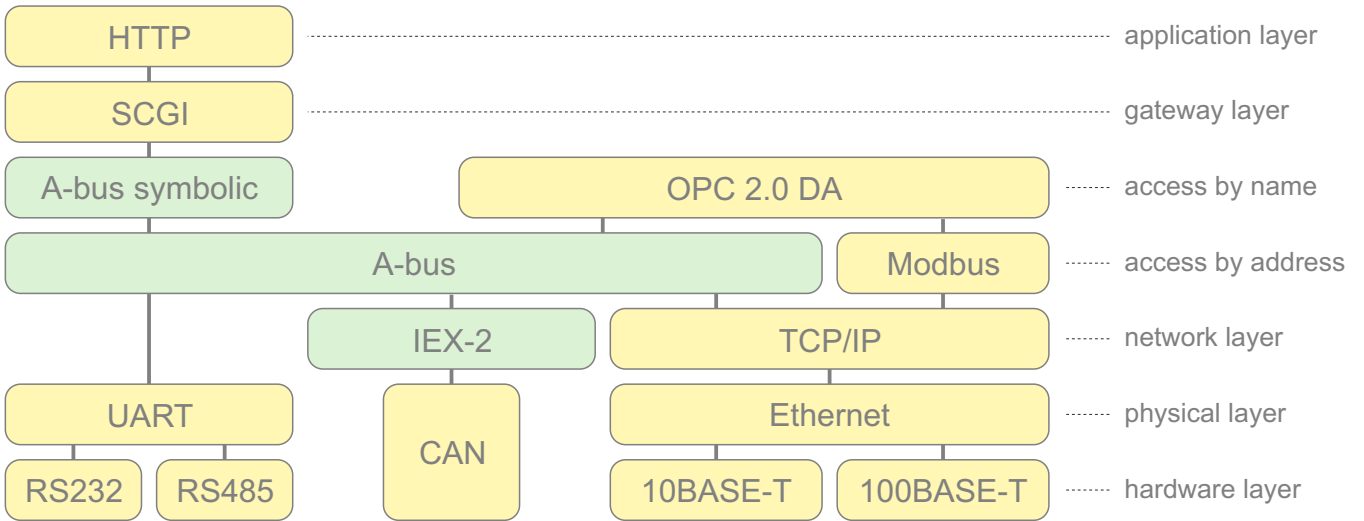 HTTP
application layer
SCGI
gateway layer
A-bus symbolic
OPC 2.0 DA
access by name
A-bus
Modbus
access by address
IEX-2
TCP/IP
network layer
UART
Ethernet
physical layer
CAN
RS232
RS485
10BASE-T
100BASE-T
hardware layer